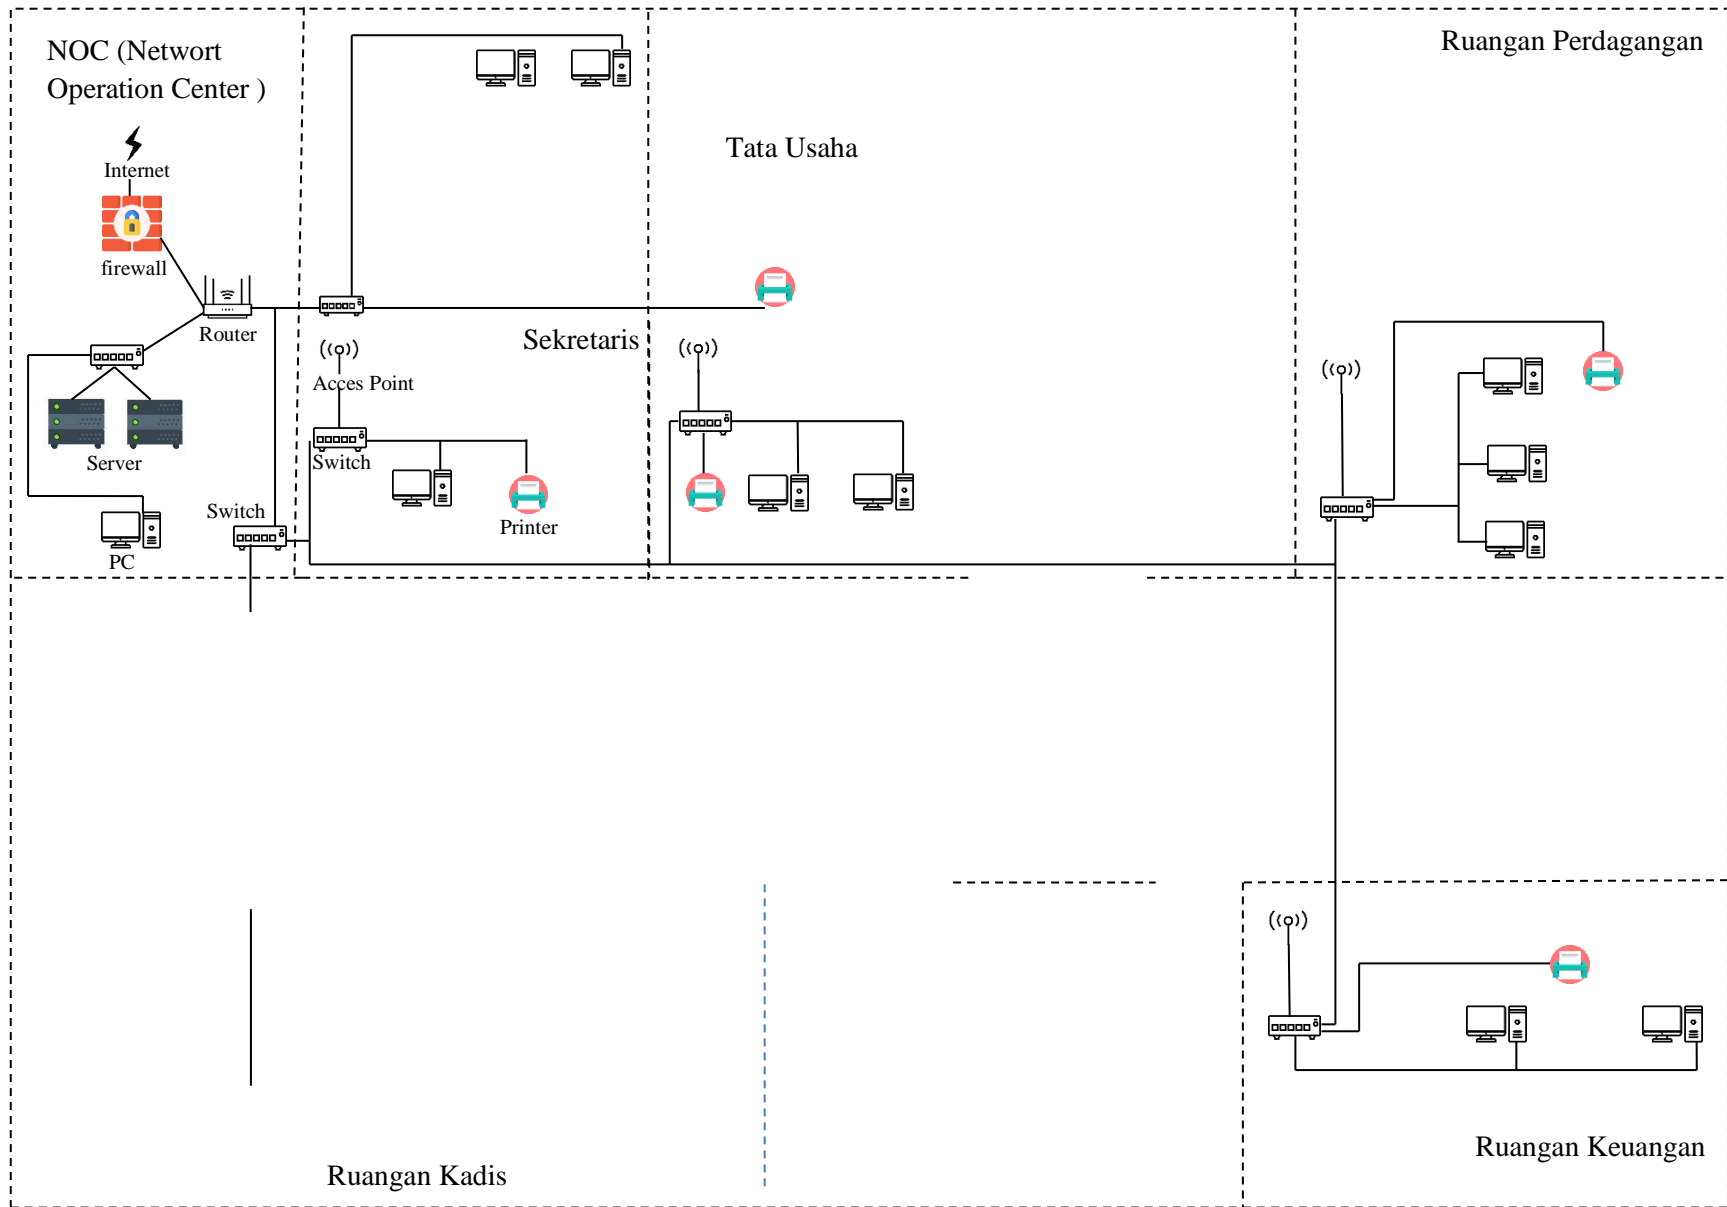 NOC (Networt
Operation Center )
Ruangan Perdagangan
Tata Usaha
Internet
firewall
Router
Sekretaris
Acces Point
Server
Switch
Switch
Printer
PC
Ruangan Kadis
Ruangan Keuangan